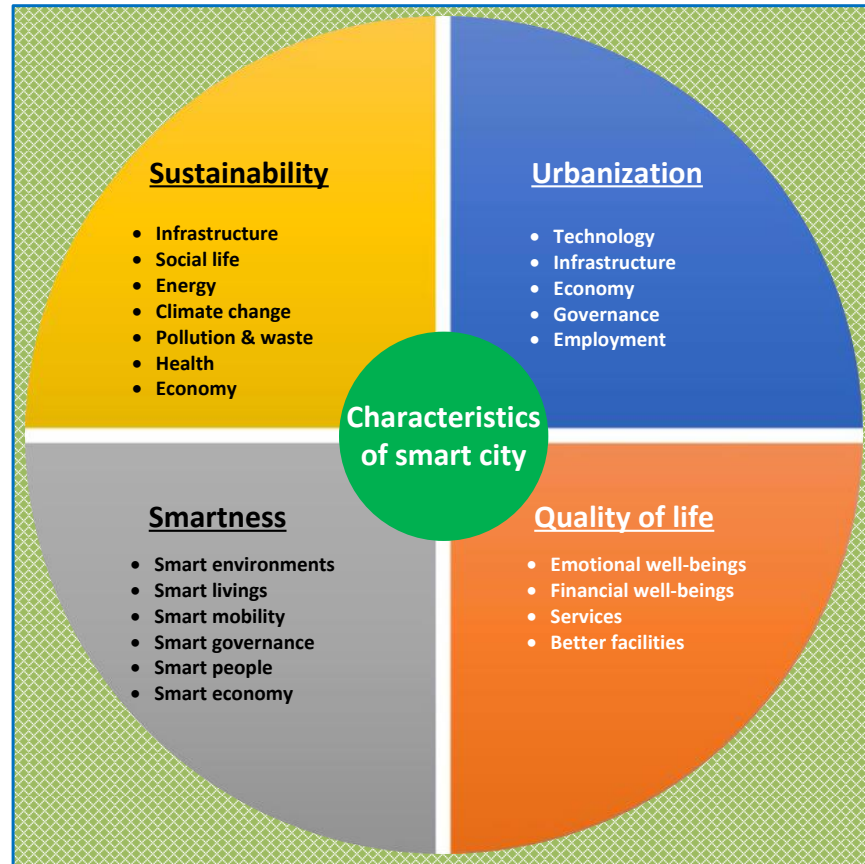 Sustainability
• Infrastructure
• Social life
• Energy
• Climate change
• Pollution & waste
• Health
• Economy
Urbanization
• Technology
• Infrastructure
• Economy
• Governance
• Employment
Characteristics
of smart city
Smartness
• Smart environments
• Smart livings
• Smart mobility
• Smart governance
• Smart people
• Smart economy
Quality of life
• Emotional well-beings
• Financial well-beings
• Services
• Better facilities